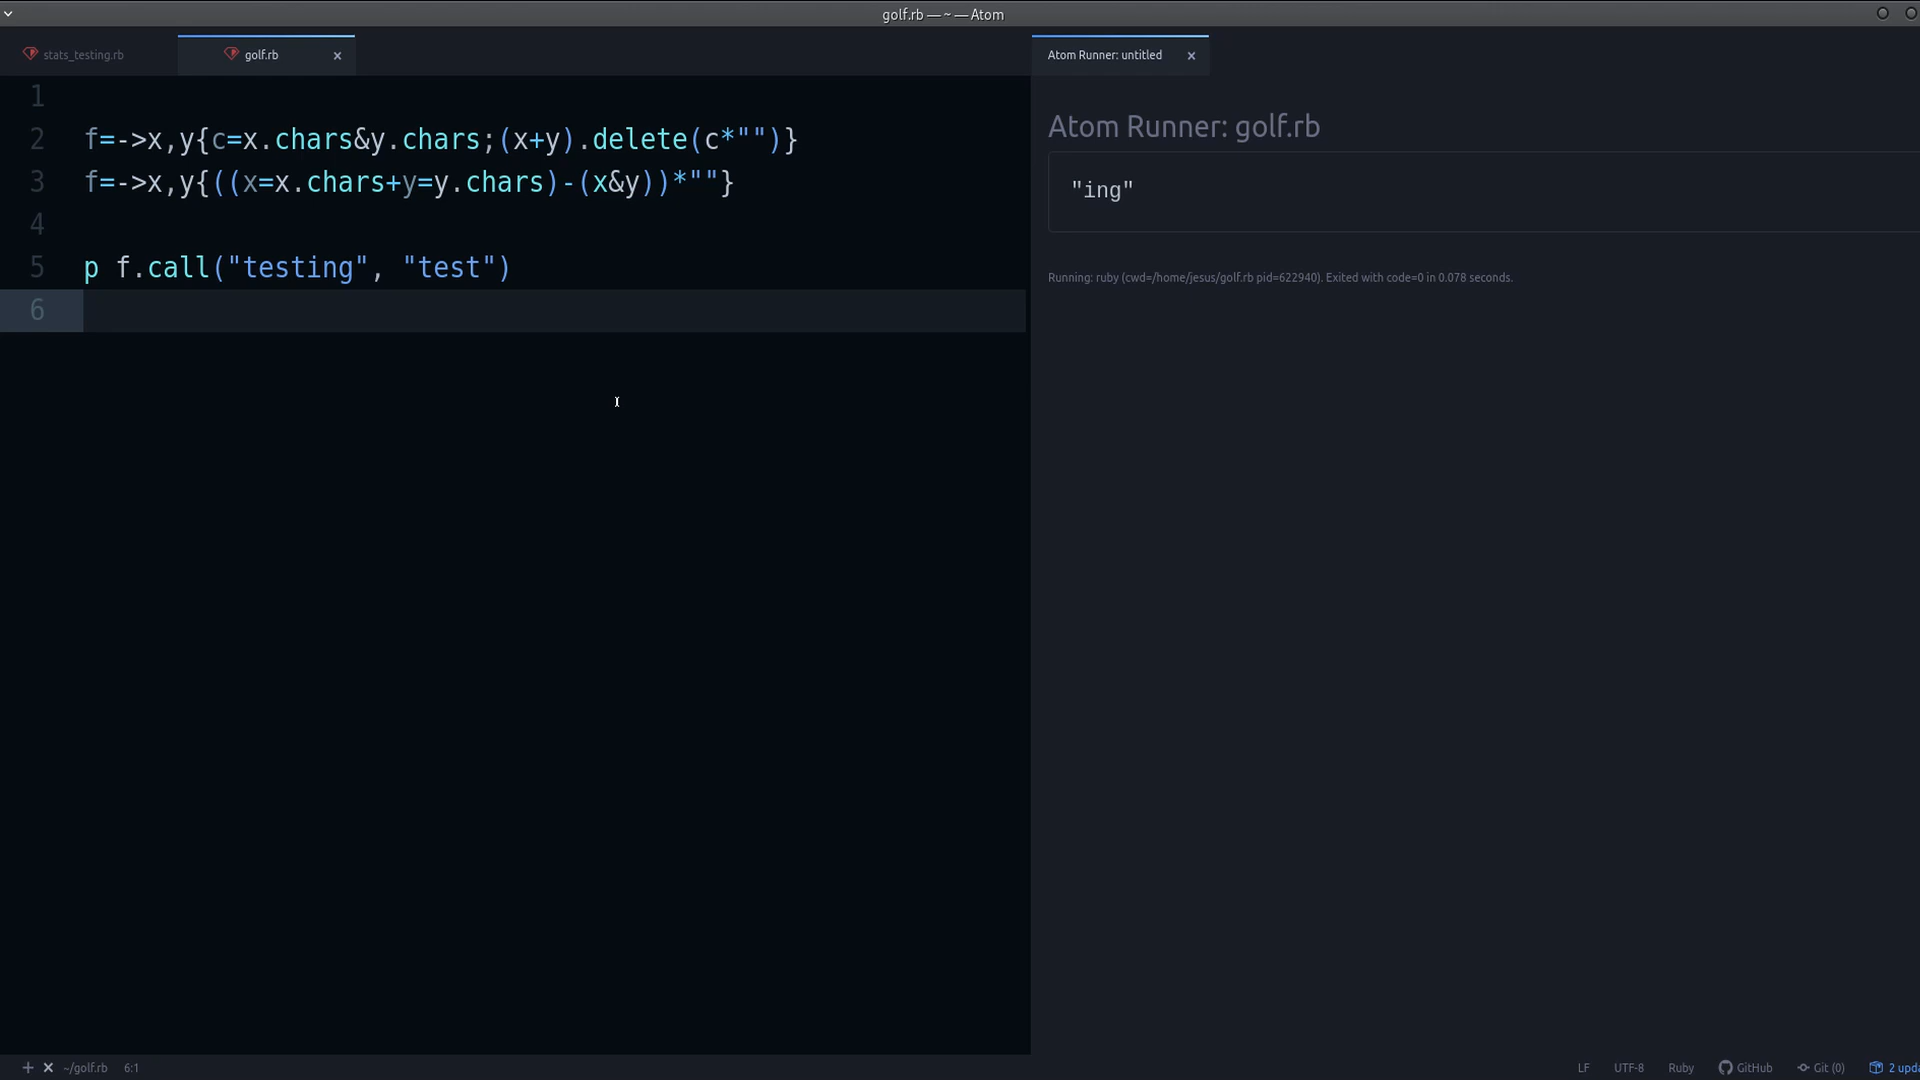 golf.rb — ~ — Atom
stats_testing.rb
golf.rb
Atom Runner: untitled
1
2 f=->x,y{c=x.chars&y.chars;(x+y).delete(c*"")}
3 f=->x,y{((x=x.chars+y=y.chars)-(x&y))*""}
4
5 p f.call("testing", "test")
6
Atom Runner: golf.rb
"ing"
Running: ruby (cwd=/home/jesus/golf.rb pid=622940). Exited with code=0 in 0.078 seconds.
~/golf.rb 6:1 LF UTF-8 Ruby GitHub Git (0) 2 upda